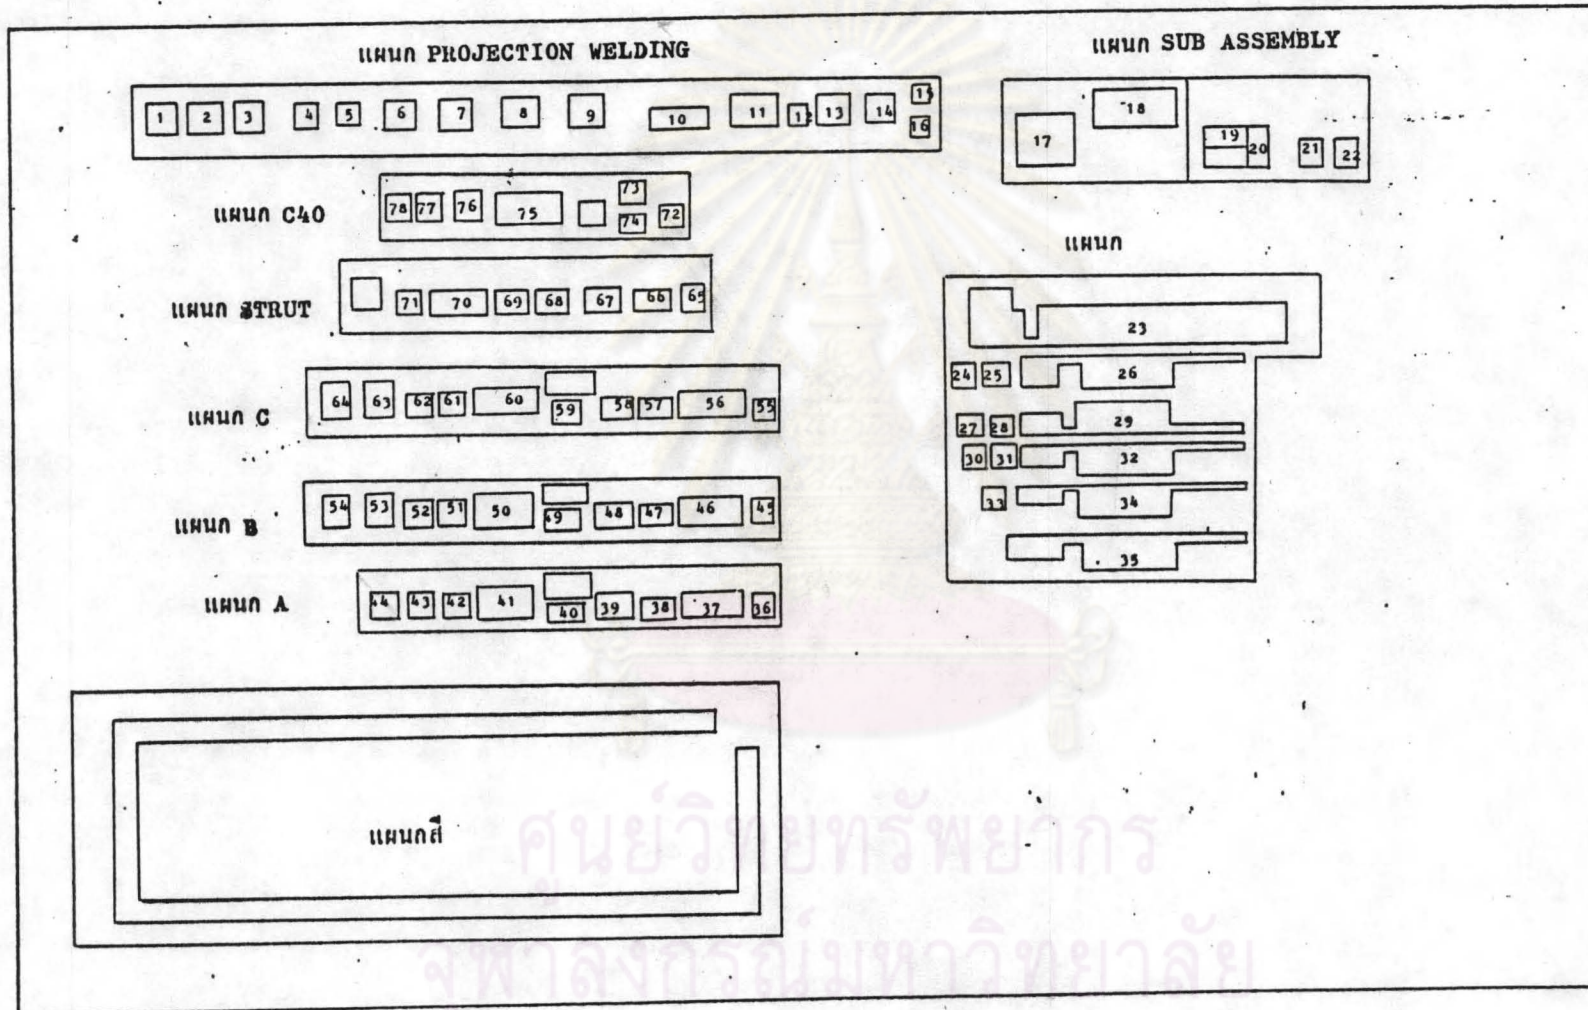 แผนก PROJECTION WELDING
แผนก SUB ASSEMBLY
1 2 3 4 5 6 7 8 9 10 11 12 13 14 15 16
17 18 19 20 21 22
แผนก C40
78 77 76 75 73 74 72
แผนก
แผนก STRUT
71 70 69 68 67 66 65
23
24 25 26
แผนก C
64 63 62 61 60 59 58 57 56 55
27 28 29
30 31 32
แผนก B
54 53 52 51 50 49 48 47 46 45
33 34
35
แผนก A
44 43 42 41 40 39 38 37 36
แผนกสี
ศูนย์วิทยทรัพยากร
จุฬาลงกรณ์มหาวิทยาลัย